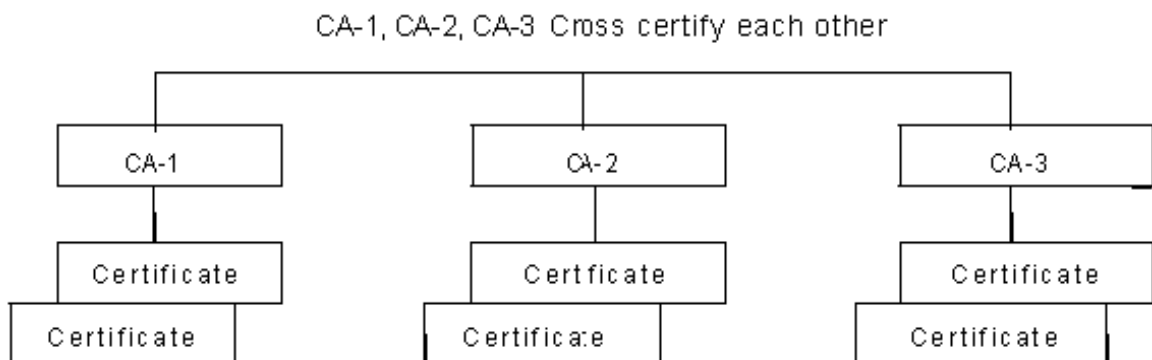 CA-1, CA-2, CA-3 Cross certify each other
CA-1
CA-2
CA-3
Certificate
Certficate
Certificate
Certificate
Certificate
Certificate